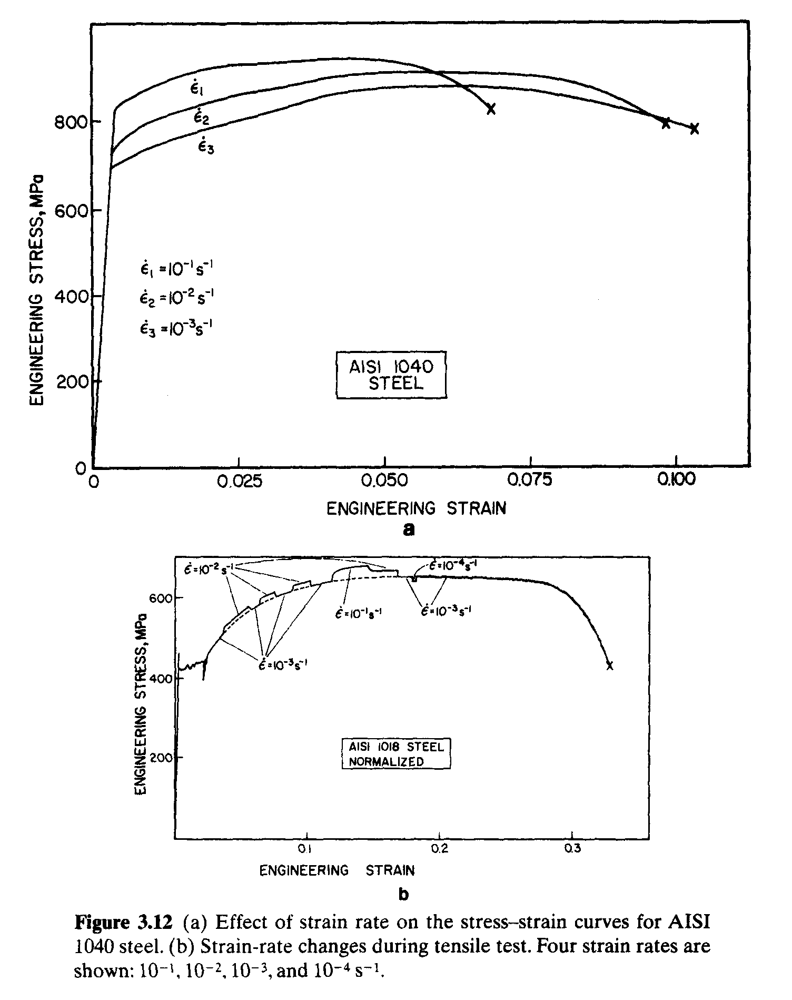 ε̇₁
ε̇₂
ε̇₃
800
600
400
200
0
ENGINEERING STRESS, MPa
ε̇₁ = 10⁻¹ s⁻¹
ε̇₂ = 10⁻² s⁻¹
ε̇₃ = 10⁻³ s⁻¹
AISI 1040
STEEL
0 0.025 0.050 0.075 0.100
ENGINEERING STRAIN
a
ε̇ = 10⁻² s⁻¹
ε̇ = 10⁻⁴ s⁻¹
600
400
200
ENGINEERING STRESS, MPa
ε̇ = 10⁻¹ s⁻¹
ε̇ = 10⁻³ s⁻¹
ε̇ = 10⁻³ s⁻¹
AISI 1018 STEEL
NORMALIZED
0.1 0.2 0.3
ENGINEERING STRAIN
b
Figure 3.12 (a) Effect of strain rate on the stress–strain curves for AISI
1040 steel. (b) Strain-rate changes during tensile test. Four strain rates are
shown: 10⁻¹, 10⁻², 10⁻³, and 10⁻⁴ s⁻¹.